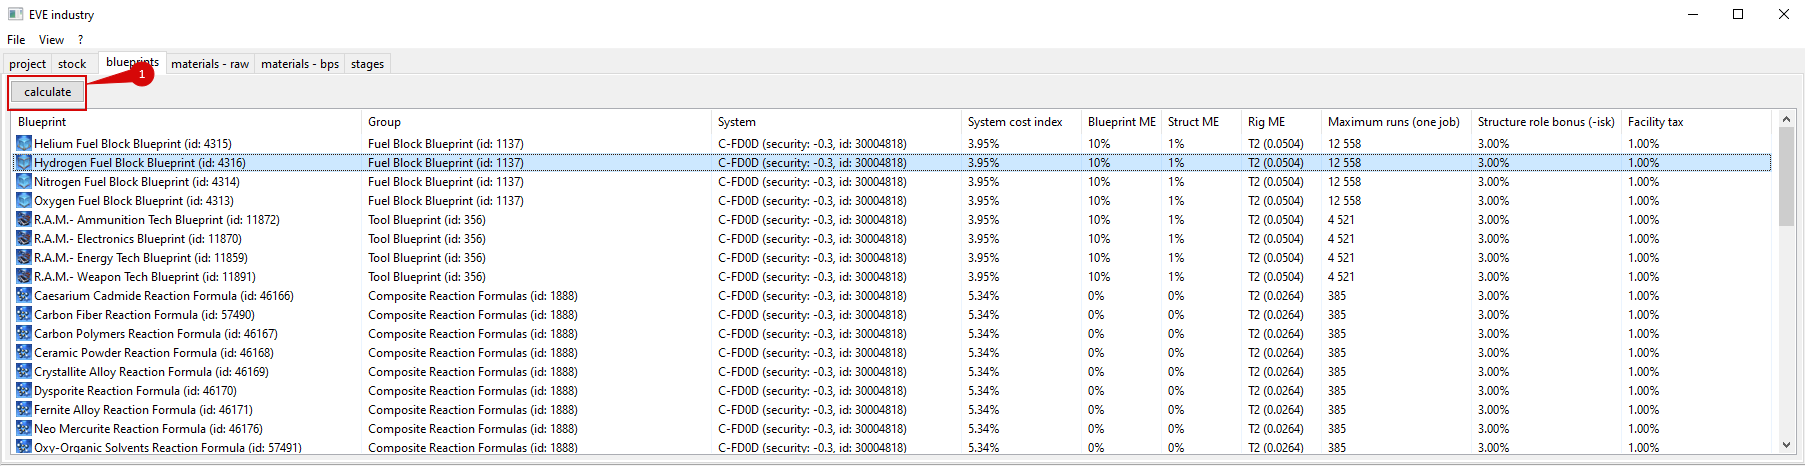 EVE industry
File View ?
project stock blueprints materials - raw materials - bps stages
1
calculate
Blueprint Group System System cost index Blueprint ME Struct ME Rig ME Maximum runs (one job) Structure role bonus (-isk) Facility tax
Helium Fuel Block Blueprint (id: 4315) Fuel Block Blueprint (id: 1137) C-FD0D (security: -0.3, id: 30004818) 3.95% 10% 1% T2 (0.0504) 12 558 3.00% 1.00%
Hydrogen Fuel Block Blueprint (id: 4316) Fuel Block Blueprint (id: 1137) C-FD0D (security: -0.3, id: 30004818) 3.95% 10% 1% T2 (0.0504) 12 558 3.00% 1.00%
Nitrogen Fuel Block Blueprint (id: 4314) Fuel Block Blueprint (id: 1137) C-FD0D (security: -0.3, id: 30004818) 3.95% 10% 1% T2 (0.0504) 12 558 3.00% 1.00%
Oxygen Fuel Block Blueprint (id: 4313) Fuel Block Blueprint (id: 1137) C-FD0D (security: -0.3, id: 30004818) 3.95% 10% 1% T2 (0.0504) 12 558 3.00% 1.00%
R.A.M.- Ammunition Tech Blueprint (id: 11872) Tool Blueprint (id: 356) C-FD0D (security: -0.3, id: 30004818) 3.95% 10% 1% T2 (0.0504) 4 521 3.00% 1.00%
R.A.M.- Electronics Blueprint (id: 11870) Tool Blueprint (id: 356) C-FD0D (security: -0.3, id: 30004818) 3.95% 10% 1% T2 (0.0504) 4 521 3.00% 1.00%
R.A.M.- Energy Tech Blueprint (id: 11859) Tool Blueprint (id: 356) C-FD0D (security: -0.3, id: 30004818) 3.95% 10% 1% T2 (0.0504) 4 521 3.00% 1.00%
R.A.M.- Weapon Tech Blueprint (id: 11891) Tool Blueprint (id: 356) C-FD0D (security: -0.3, id: 30004818) 3.95% 10% 1% T2 (0.0504) 4 521 3.00% 1.00%
Caesarium Cadmide Reaction Formula (id: 46166) Composite Reaction Formulas (id: 1888) C-FD0D (security: -0.3, id: 30004818) 5.34% 0% 0% T2 (0.0264) 385 3.00% 1.00%
Carbon Fiber Reaction Formula (id: 57490) Composite Reaction Formulas (id: 1888) C-FD0D (security: -0.3, id: 30004818) 5.34% 0% 0% T2 (0.0264) 385 3.00% 1.00%
Carbon Polymers Reaction Formula (id: 46167) Composite Reaction Formulas (id: 1888) C-FD0D (security: -0.3, id: 30004818) 5.34% 0% 0% T2 (0.0264) 385 3.00% 1.00%
Ceramic Powder Reaction Formula (id: 46168) Composite Reaction Formulas (id: 1888) C-FD0D (security: -0.3, id: 30004818) 5.34% 0% 0% T2 (0.0264) 385 3.00% 1.00%
Crystallite Alloy Reaction Formula (id: 46169) Composite Reaction Formulas (id: 1888) C-FD0D (security: -0.3, id: 30004818) 5.34% 0% 0% T2 (0.0264) 385 3.00% 1.00%
Dysporite Reaction Formula (id: 46170) Composite Reaction Formulas (id: 1888) C-FD0D (security: -0.3, id: 30004818) 5.34% 0% 0% T2 (0.0264) 385 3.00% 1.00%
Fernite Alloy Reaction Formula (id: 46171) Composite Reaction Formulas (id: 1888) C-FD0D (security: -0.3, id: 30004818) 5.34% 0% 0% T2 (0.0264) 385 3.00% 1.00%
Neo Mercurite Reaction Formula (id: 46176) Composite Reaction Formulas (id: 1888) C-FD0D (security: -0.3, id: 30004818) 5.34% 0% 0% T2 (0.0264) 385 3.00% 1.00%
Oxy-Organic Solvents Reaction Formula (id: 57491) Composite Reaction Formulas (id: 1888) C-FD0D (security: -0.3, id: 30004818) 5.34% 0% 0% T2 (0.0264) 385 3.00% 1.00%